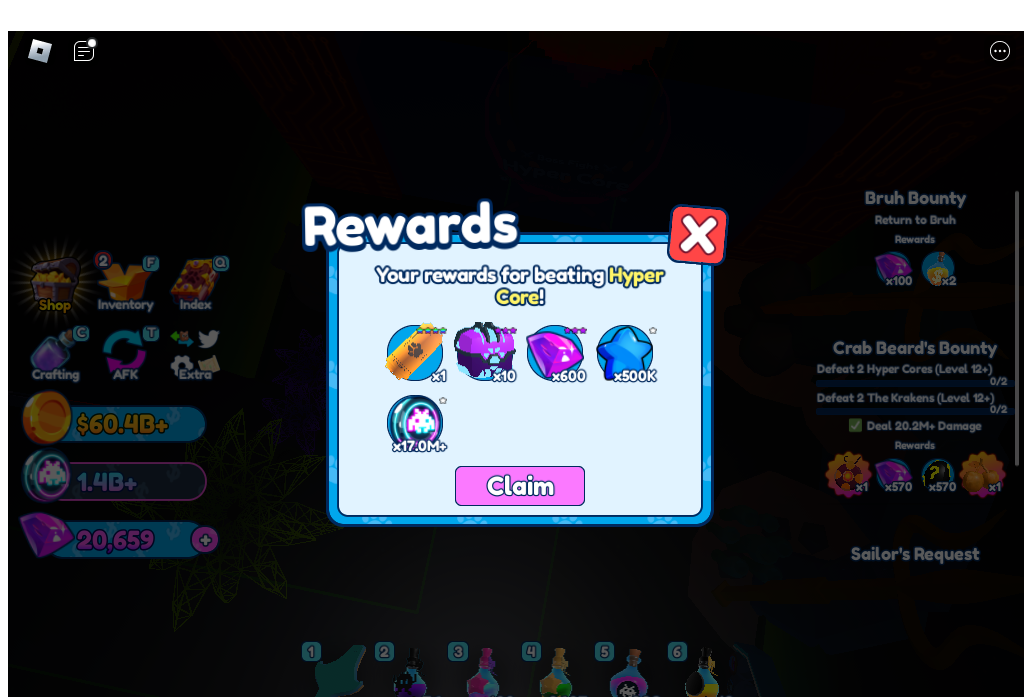 Rewards
Your rewards for beating Hyper
Core!
x1
x10
x600
x500K
x17.0M+
Claim
2
F
Q
Shop
Inventory
Index
C
T
Crafting
AFK
Extra
$60.4B+
1.4B+
20,659
+
Bruh Bounty
Return to Bruh
Rewards
x100
x2
Crab Beard's Bounty
Defeat 2 Hyper Cores (Level 12+)
0/2
Defeat 2 The Krakens (Level 12+)
0/2
✅ Deal 20.2M+ Damage
Rewards
x1
x570
x570
x1
Sailor's Request
1
2
3
4
5
6